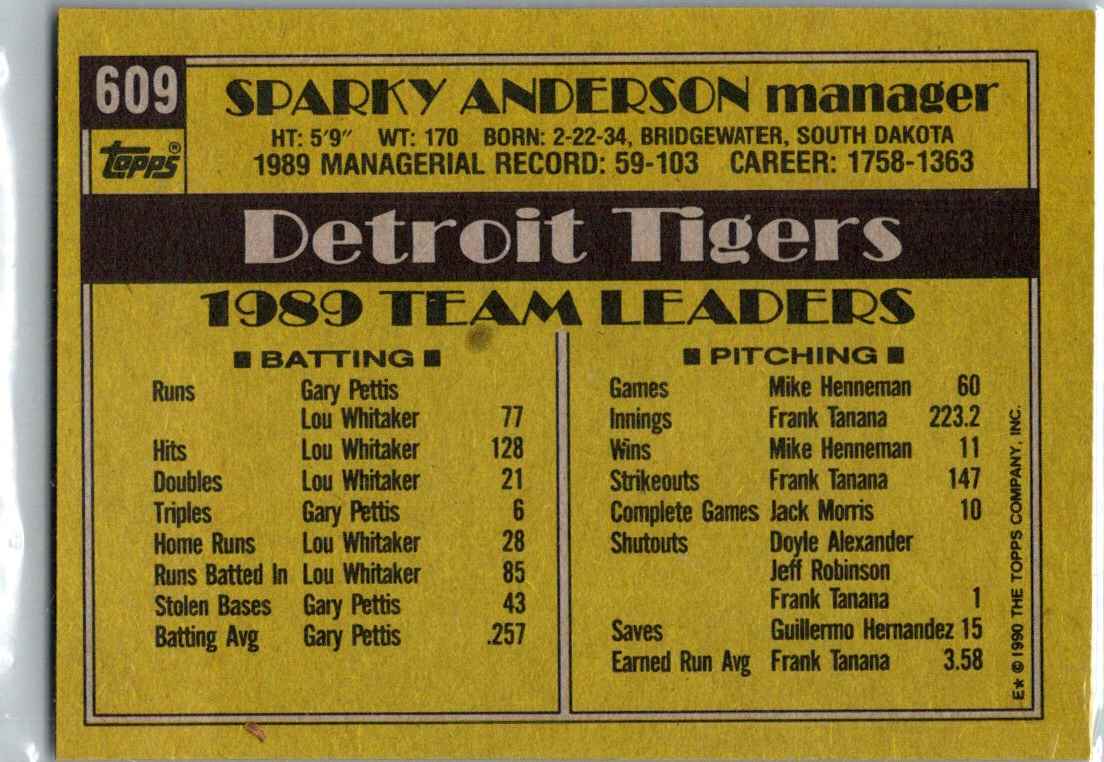 609
topps®
SPARKY ANDERSON manager
HT: 5'9" WT: 170 BORN: 2-22-34, BRIDGEWATER, SOUTH DAKOTA
1989 MANAGERIAL RECORD: 59-103 CAREER: 1758-1363
Detroit Tigers
1989 TEAM LEADERS
BATTING
Runs Gary Pettis
Lou Whitaker 77
Hits Lou Whitaker 128
Doubles Lou Whitaker 21
Triples Gary Pettis 6
Home Runs Lou Whitaker 28
Runs Batted In Lou Whitaker 85
Stolen Bases Gary Pettis 43
Batting Avg Gary Pettis .257
PITCHING
Games Mike Henneman 60
Innings Frank Tanana 223.2
Wins Mike Henneman 11
Strikeouts Frank Tanana 147
Complete Games Jack Morris 10
Shutouts Doyle Alexander
Jeff Robinson
Frank Tanana 1
Saves Guillermo Hernandez 15
Earned Run Avg Frank Tanana 3.58
E★ © 1990 THE TOPPS COMPANY, INC.